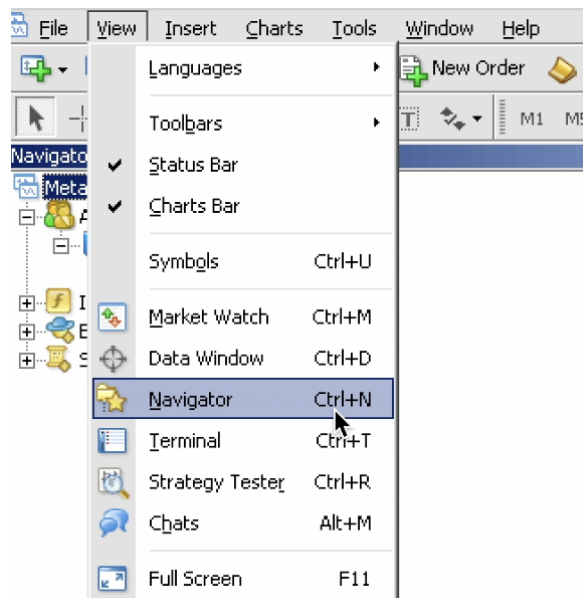 File View Insert Charts Tools Window Help
New Order
T M1
Navigato
Meta
Languages
Toolbars
Status Bar
Charts Bar
Symbols Ctrl+U
Market Watch Ctrl+M
Data Window Ctrl+D
Navigator Ctrl+N
Terminal Ctrl+T
Strategy Tester Ctrl+R
Chats Alt+M
Full Screen F11